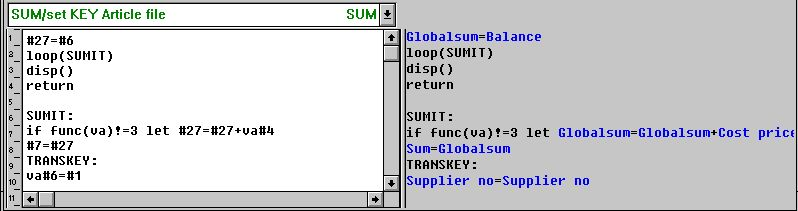 SUM/set KEY Article file SUM
1 #27=#6 Globalsum=Balance
2 loop(SUMIT) loop(SUMIT)
3 disp() disp()
4 return return
5
6 SUMIT: SUMIT:
7 if func(va)!=3 let #27=#27+va#4 if func(va)!=3 let Globalsum=Globalsum+Cost price
8 #7=#27 Sum=Globalsum
9 TRANSKEY: TRANSKEY:
10 va#6=#1 Supplier no=Supplier no
11